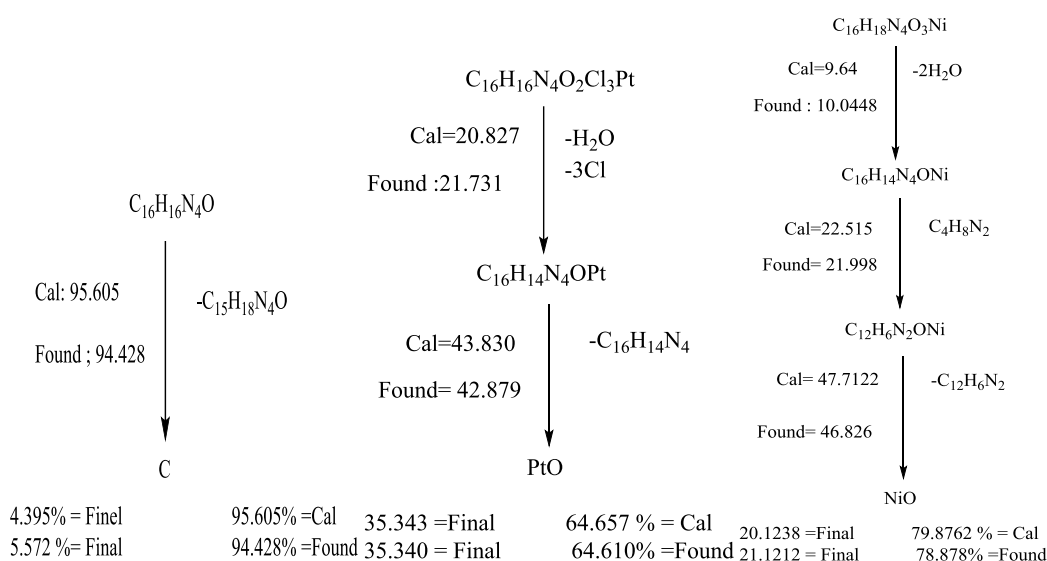 C₁₆H₁₆N₄O
Cal: 95.605
-C₁₅H₁₈N₄O
Found ; 94.428
C
4.395% = Finel
95.605% =Cal
5.572 %= Final
94.428% =Found
C₁₆H₁₆N₄O₂Cl₃Pt
Cal=20.827
-H₂O
-3Cl
Found :21.731
C₁₆H₁₄N₄OPt
Cal=43.830
-C₁₆H₁₄N₄
Found= 42.879
PtO
35.343 =Final
64.657 % = Cal
35.340 = Final
64.610% =Found
C₁₆H₁₈N₄O₃Ni
Cal=9.64
-2H₂O
Found : 10.0448
C₁₆H₁₄N₄ONi
Cal=22.515
C₄H₈N₂
Found= 21.998
C₁₂H₆N₂ONi
Cal= 47.7122
-C₁₂H₆N₂
Found= 46.826
NiO
20.1238 =Final
79.8762 % = Cal
21.1212 = Final
78.878% =Found